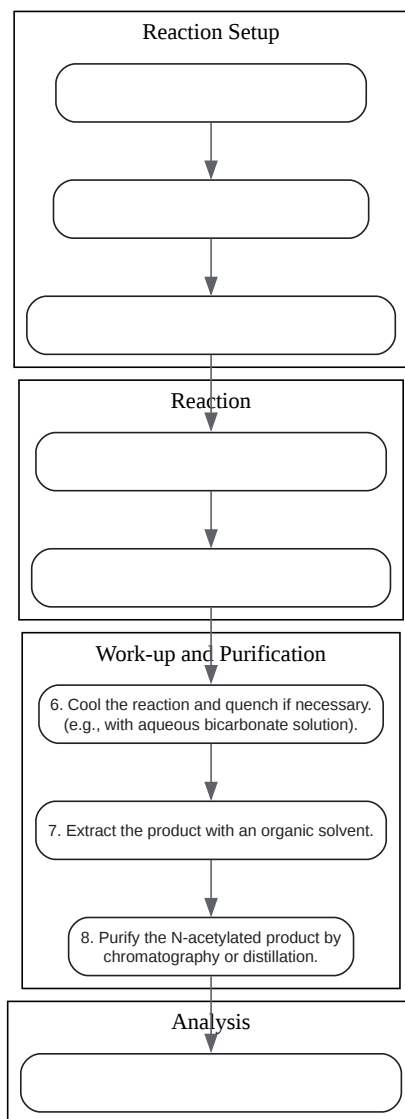 Reaction Setup
Reaction
Work-up and Purification
6. Cool the reaction and quench if necessary.
(e.g., with aqueous bicarbonate solution).
7. Extract the product with an organic solvent.
8. Purify the N-acetylated product by
chromatography or distillation.
Analysis